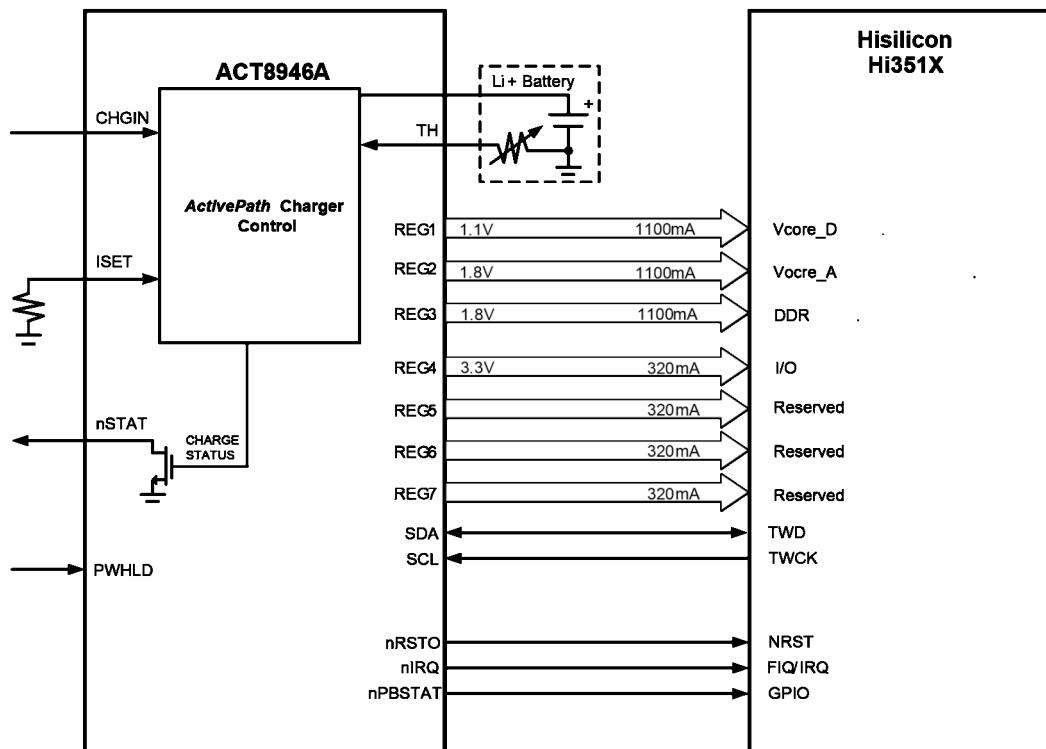 Hisilicon
Hi351X
ACT8946A
Li+ Battery
+
CHGIN
TH
ActivePath Charger
Control
ISET
REG1 1.1V 1100mA Vcore_D .
REG2 1.8V 1100mA Vocre_A .
REG3 1.8V 1100mA DDR .
REG4 3.3V 320mA I/O
REG5 320mA Reserved
REG6 320mA Reserved
REG7 320mA Reserved
nSTAT
CHARGE
STATUS
SDA TWD
SCL TWCK
PWHLD
nRSTO NRST
nIRQ FIQ/IRQ
nPBSTAT GPIO